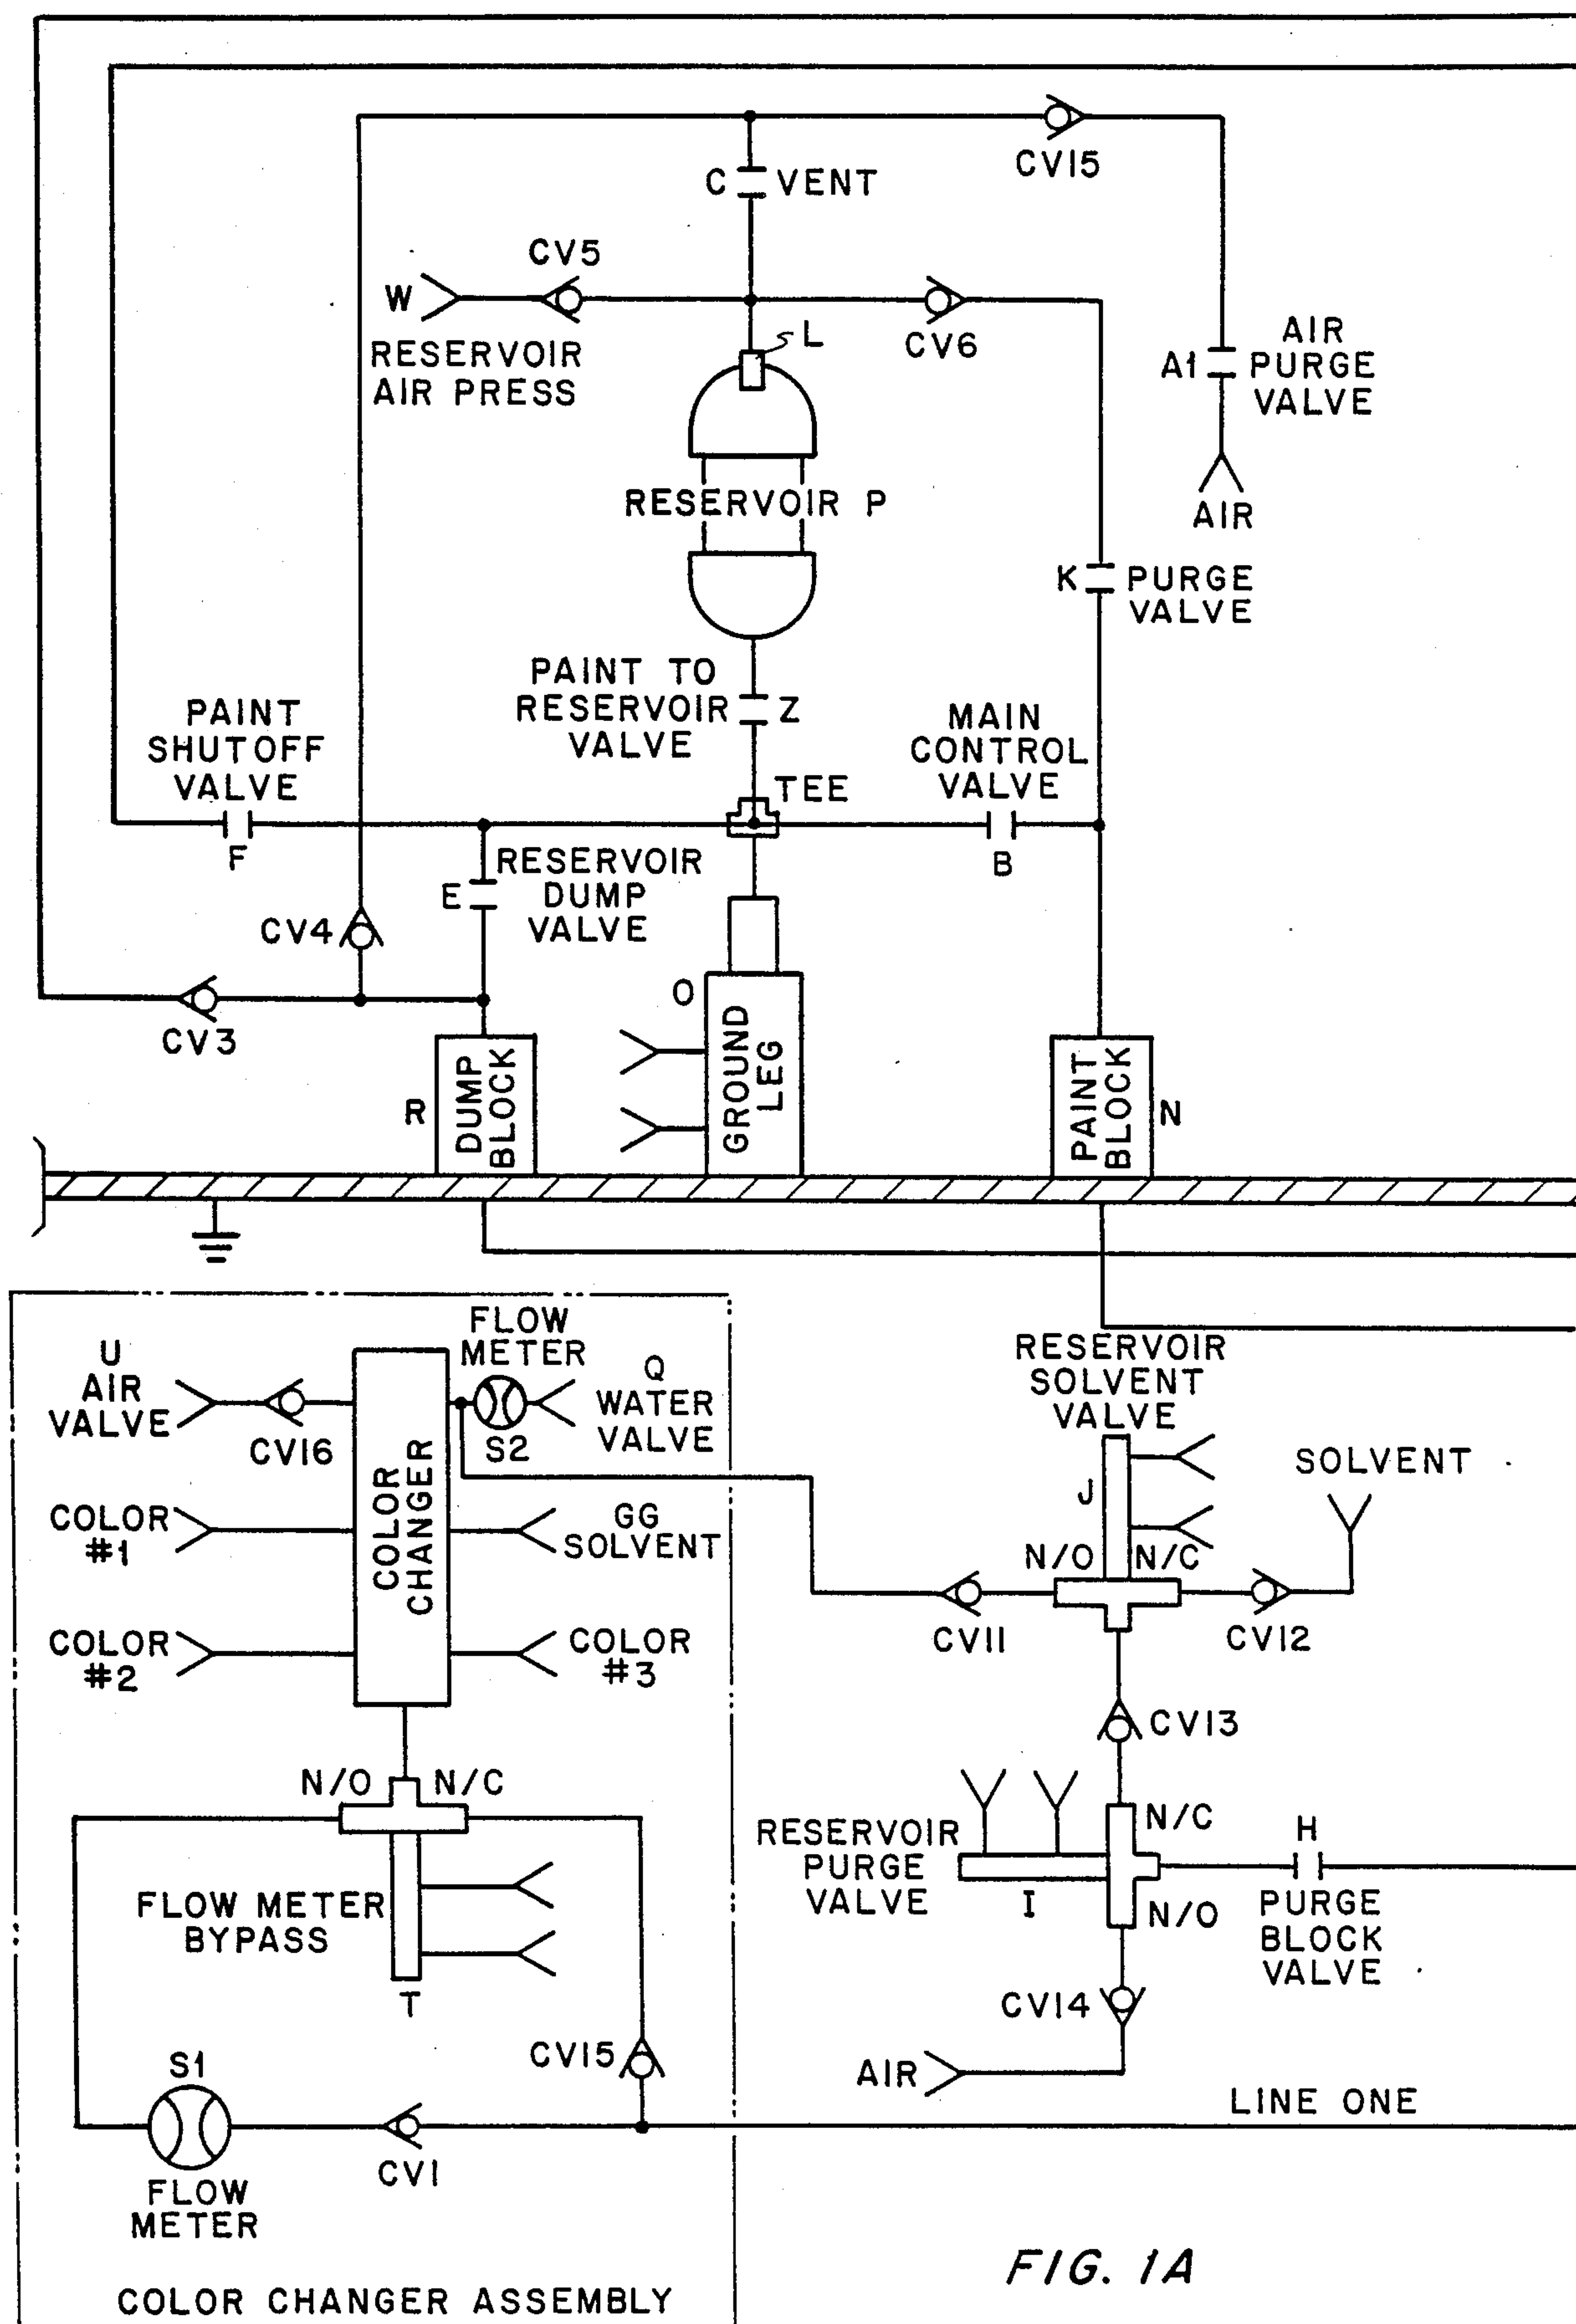 CV15
C VENT
CV5
W
L
CV6
RESERVOIR
AIR PRESS
AIR
A1 PURGE
VALVE
RESERVOIR P
AIR
K PURGE
VALVE
PAINT TO
RESERVOIR Z
VALVE
PAINT
SHUTOFF
VALVE
MAIN
CONTROL
VALVE
TEE
F
B
RESERVOIR
E DUMP
VALVE
CV4
O
CV3
R
DUMP
BLOCK
GROUND
LEG
PAINT
BLOCK
N
FLOW
METER
U
AIR
VALVE
Q
WATER
VALVE
CV16
S2
RESERVOIR
SOLVENT
VALVE
COLOR
CHANGER
J
SOLVENT
COLOR
#1
GG
SOLVENT
N/O N/C
COLOR
#2
COLOR
#3
CV11
CV12
CV13
N/O N/C
N/C
RESERVOIR
PURGE
VALVE
H
I
N/O
PURGE
BLOCK
VALVE
FLOW METER
BYPASS
T
CV14
CV15
AIR
S1
LINE ONE
CV1
FLOW
METER
FIG. 1A
COLOR CHANGER ASSEMBLY